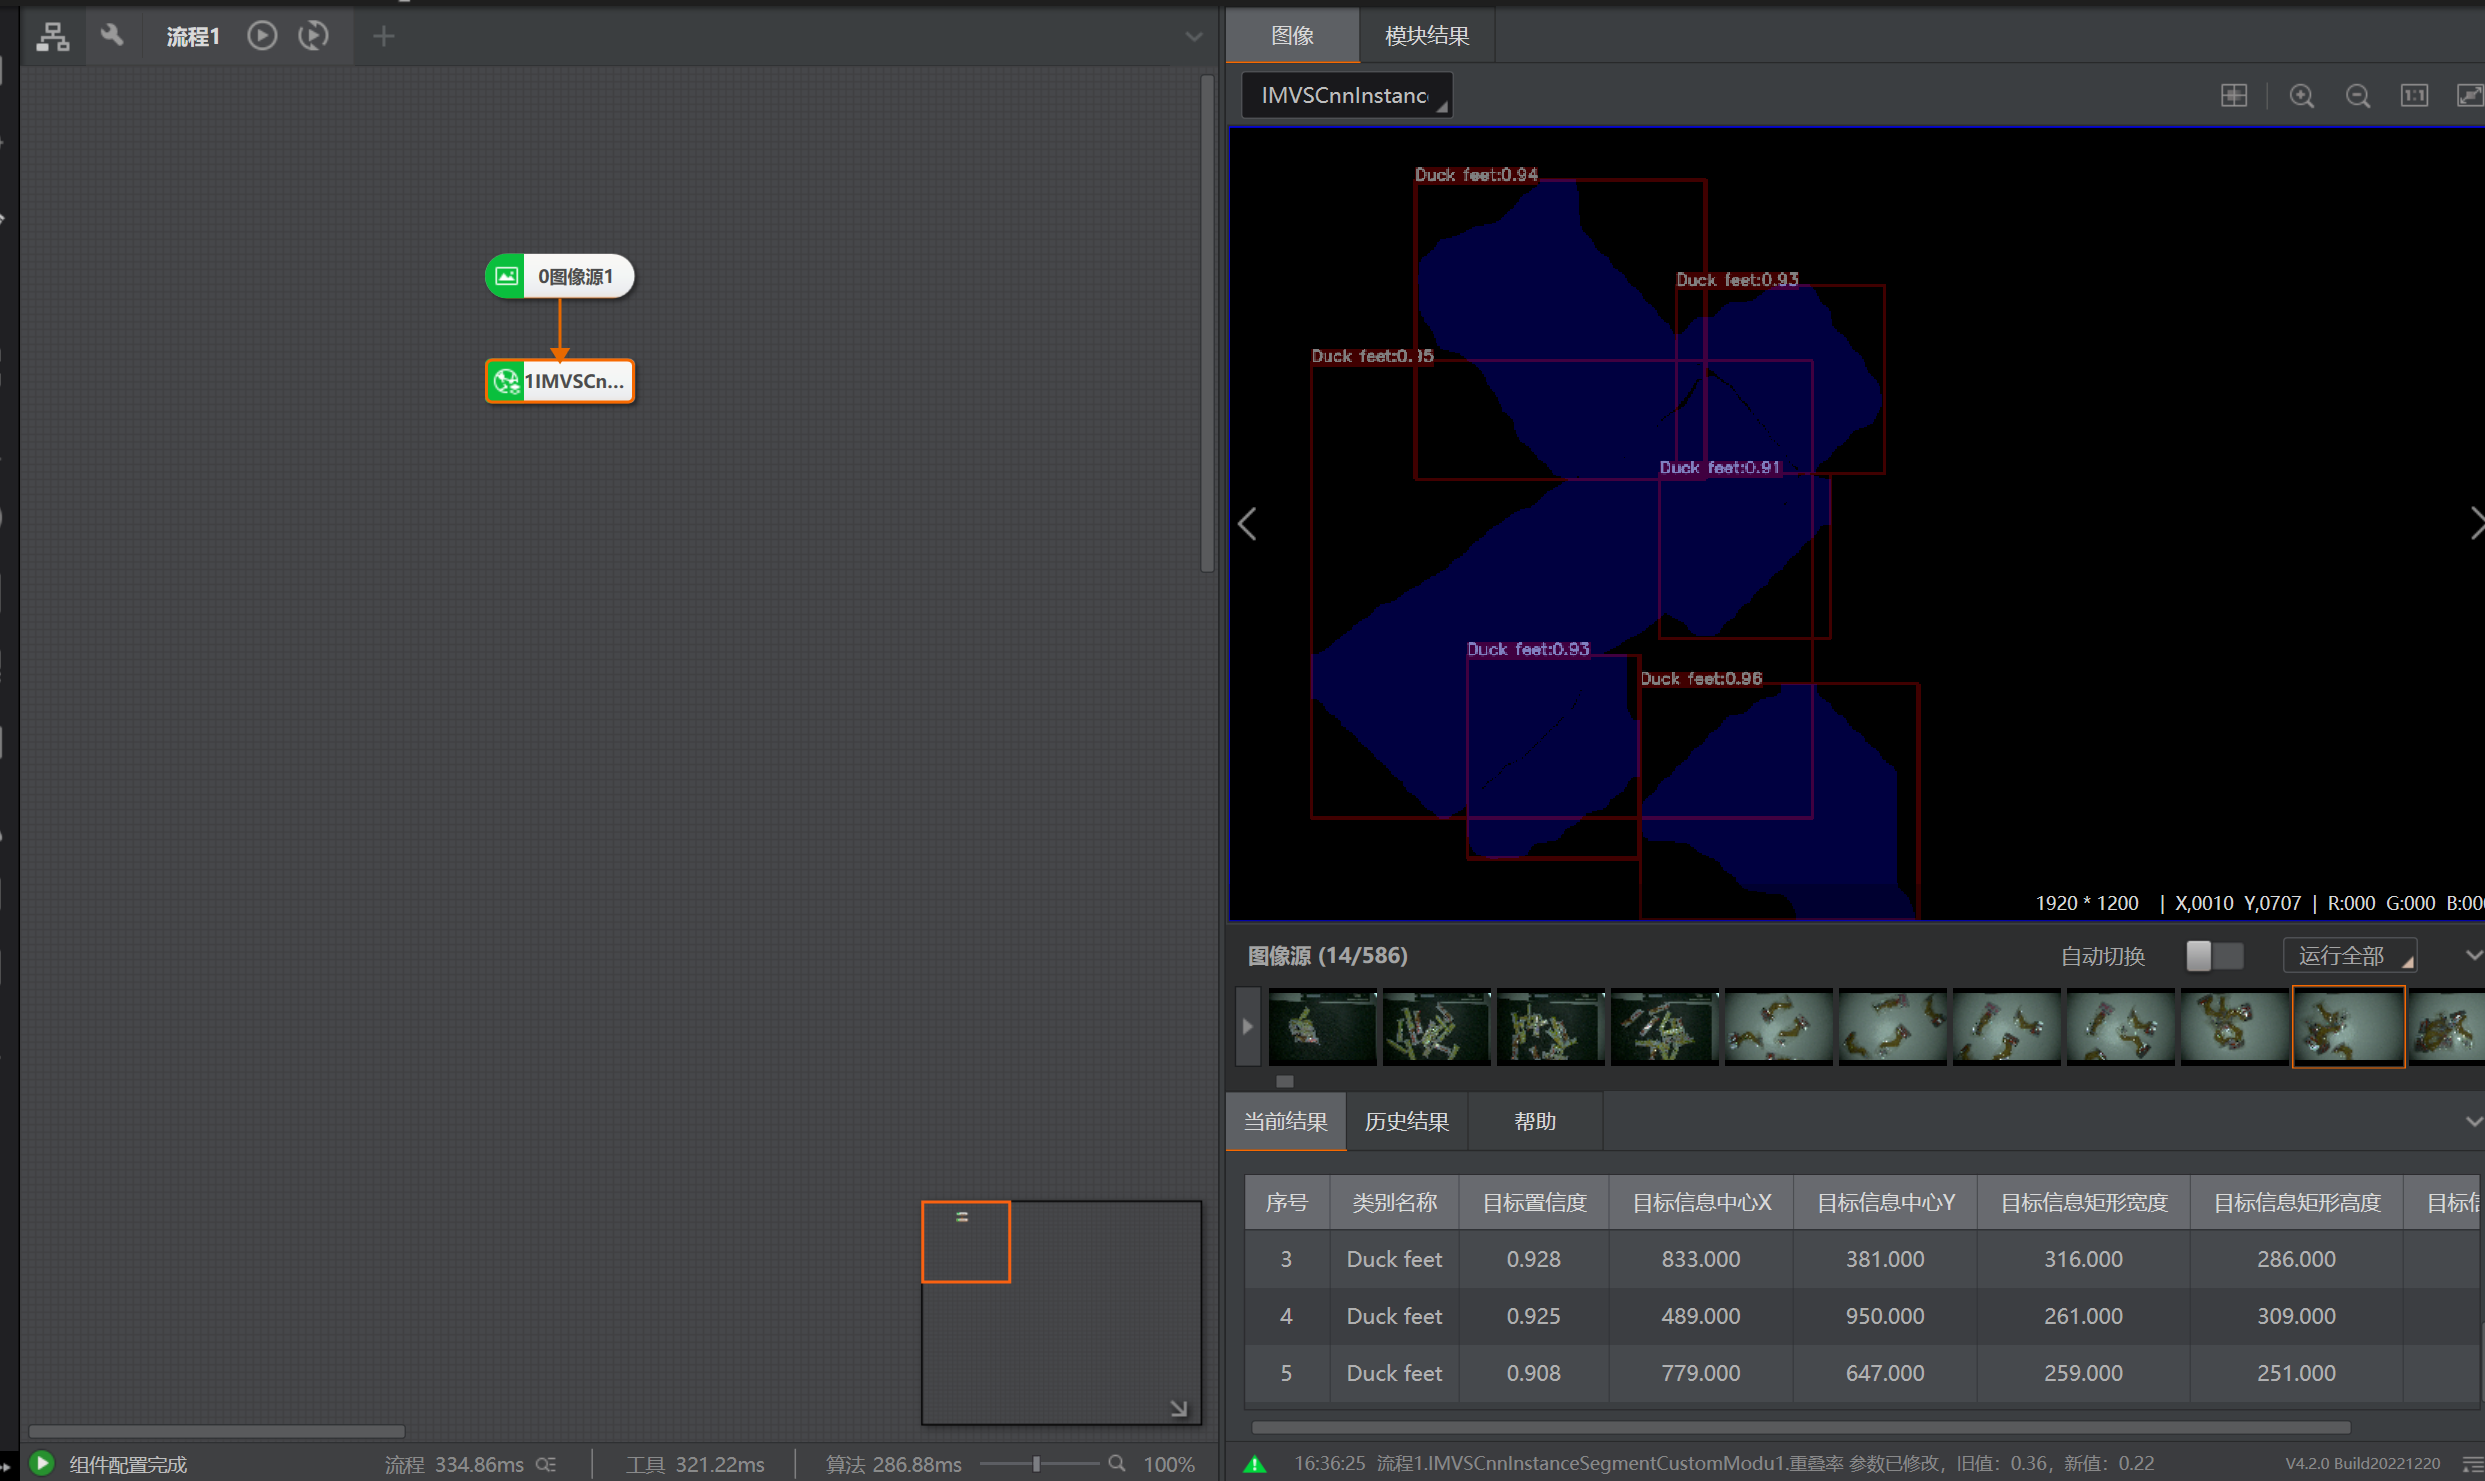 流程1
图像 模块结果
IMVSCnnInstanc
0图像源1
1IMVSCn...
Duck feet:0.94
Duck feet:0.93
Duck feet:0.95
Duck feet:0.91
Duck feet:0.93
Duck feet:0.96
1920 * 1200 | X,0010 Y,0707 | R:000 G:000 B:00
图像源 (14/586) 自动切换 运行全部
当前结果 历史结果 帮助
序号 类别名称 目标置信度 目标信息中心X 目标信息中心Y 目标信息矩形宽度 目标信息矩形高度 目标信
3 Duck feet 0.928 833.000 381.000 316.000 286.000
4 Duck feet 0.925 489.000 950.000 261.000 309.000
5 Duck feet 0.908 779.000 647.000 259.000 251.000
组件配置完成 流程 334.86ms 工具 321.22ms 算法 286.88ms 100%
16:36:25 流程1.IMVSCnnInstanceSegmentCustomModu1.重叠率 参数已修改，旧值：0.36，新值：0.22 V4.2.0 Build20221220